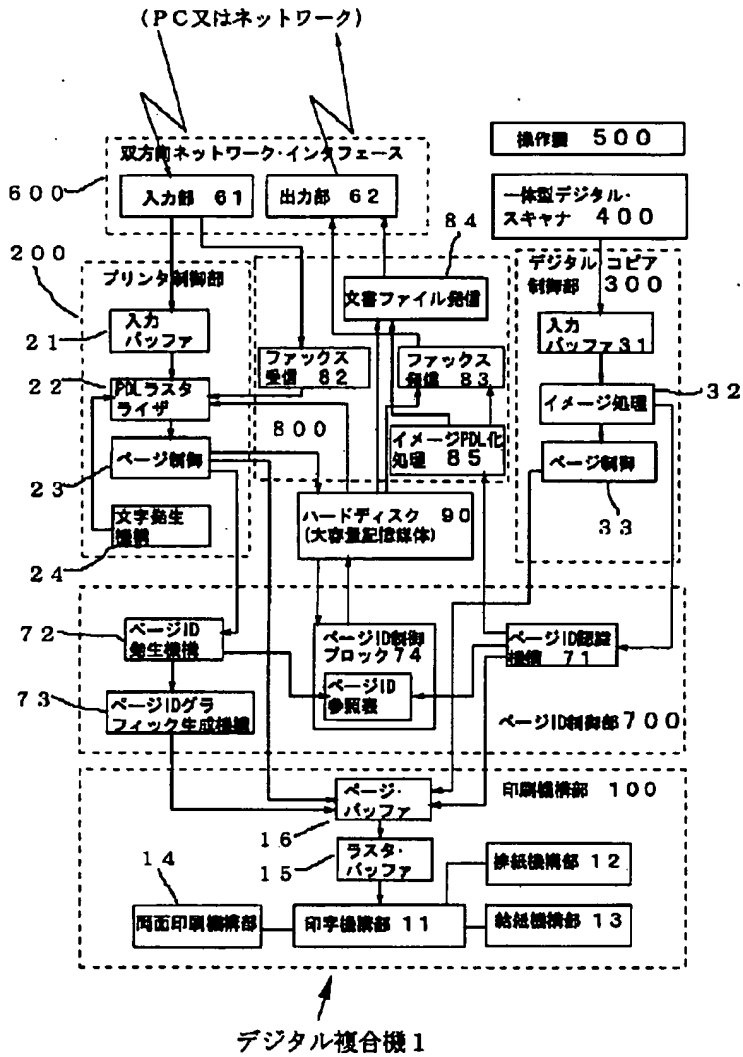 (PC又はネットワーク)
双方向ネットワーク・インタフェース
操作盤 500
600
入力部 61
出力部 62
一体型デジタル・
スキャナ 400
84
200
プリンタ制御部
デジタル コピア
制御部 300
文書ファイル発信
21
入力
バッファ
入力
バッファ31
ファックス
受信 82
ファックス
発信 83
22
PDLラスタ
ライザ
イメージ処理
32
800
イメージPDL化
処理 85
23
ページ制御
ページ制御
33
ハードディスク 90
(大容量記憶媒体)
文字発生
機構
24
72
ページID
発生機構
ページID制御
ブロック74
ページID認識
機構 71
ページID
参照表
73
ページIDグラ
フィック生成機構
ページID制御部700
ページ・
バッファ
印刷機構部 100
16
ラスタ・
バッファ
15
14
排紙機構部 12
両面印刷機構部
印字機構部 11
給紙機構部 13
デジタル複合機1